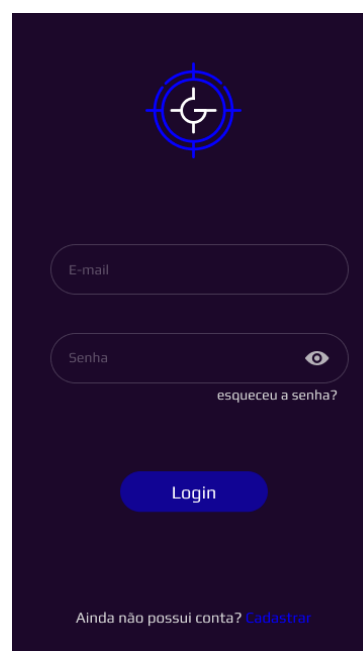 E-mail
Senha
esqueceu a senha?
Login
Ainda não possui conta? Cadastrar